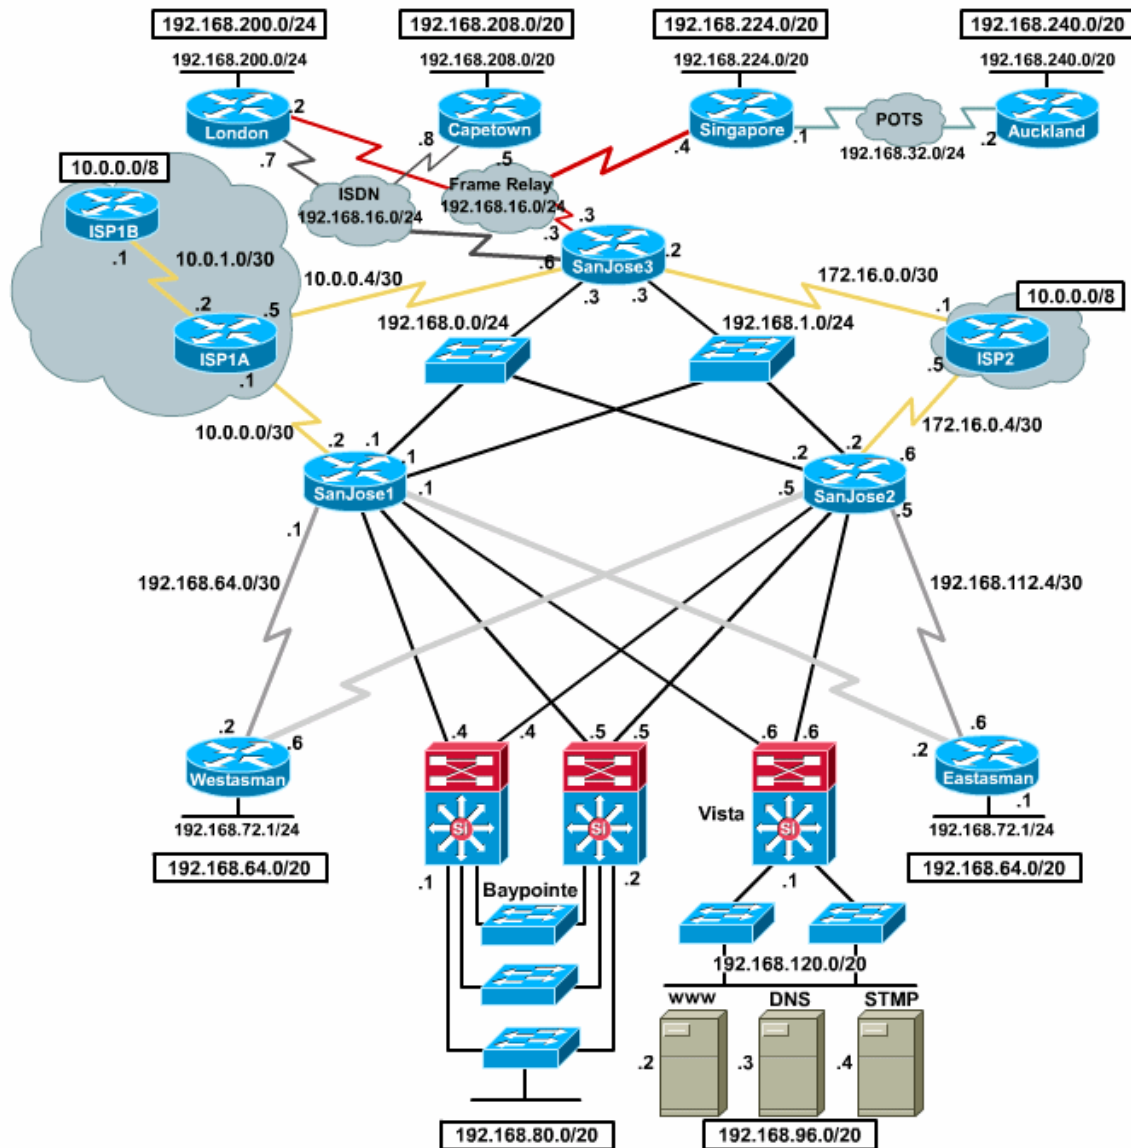 192.168.200.0/24 192.168.208.0/20 192.168.224.0/20 192.168.240.0/20
192.168.200.0/24 192.168.208.0/20 192.168.224.0/20 192.168.240.0/20
.2 .8 POTS
London Capetown Singapore Auckland
.7 .5 .4 .1 192.168.32.0/24 .2
10.0.0.0/8
ISDN Frame Relay
192.168.16.0/24 192.168.16.0/24
ISP1B
.3
.3
.1 10.0.1.0/30 10.0.0.4/30 .6 SanJose3 .2 172.16.0.0/30
.3 .3 10.0.0.0/8
.2 .5 192.168.0.0/24 192.168.1.0/24 .1
ISP1A ISP2
.1 .5
10.0.0.0/30 172.16.0.4/30
.2 .1 .2 .2 .6
.1
SanJose1 .1 .5 SanJose2 .5
.1
192.168.64.0/30 192.168.112.4/30
.2 .6 .4 .4 .5 .5 .6 .6 .2 .6
Westasman Eastasman
Vista SI SI SI
.1
192.168.72.1/24 192.168.72.1/24
192.168.64.0/20 192.168.64.0/20
.1 Baypointe .2 .1
192.168.120.0/20
www DNS STMP
.2 .3 .4
192.168.80.0/20 192.168.96.0/20